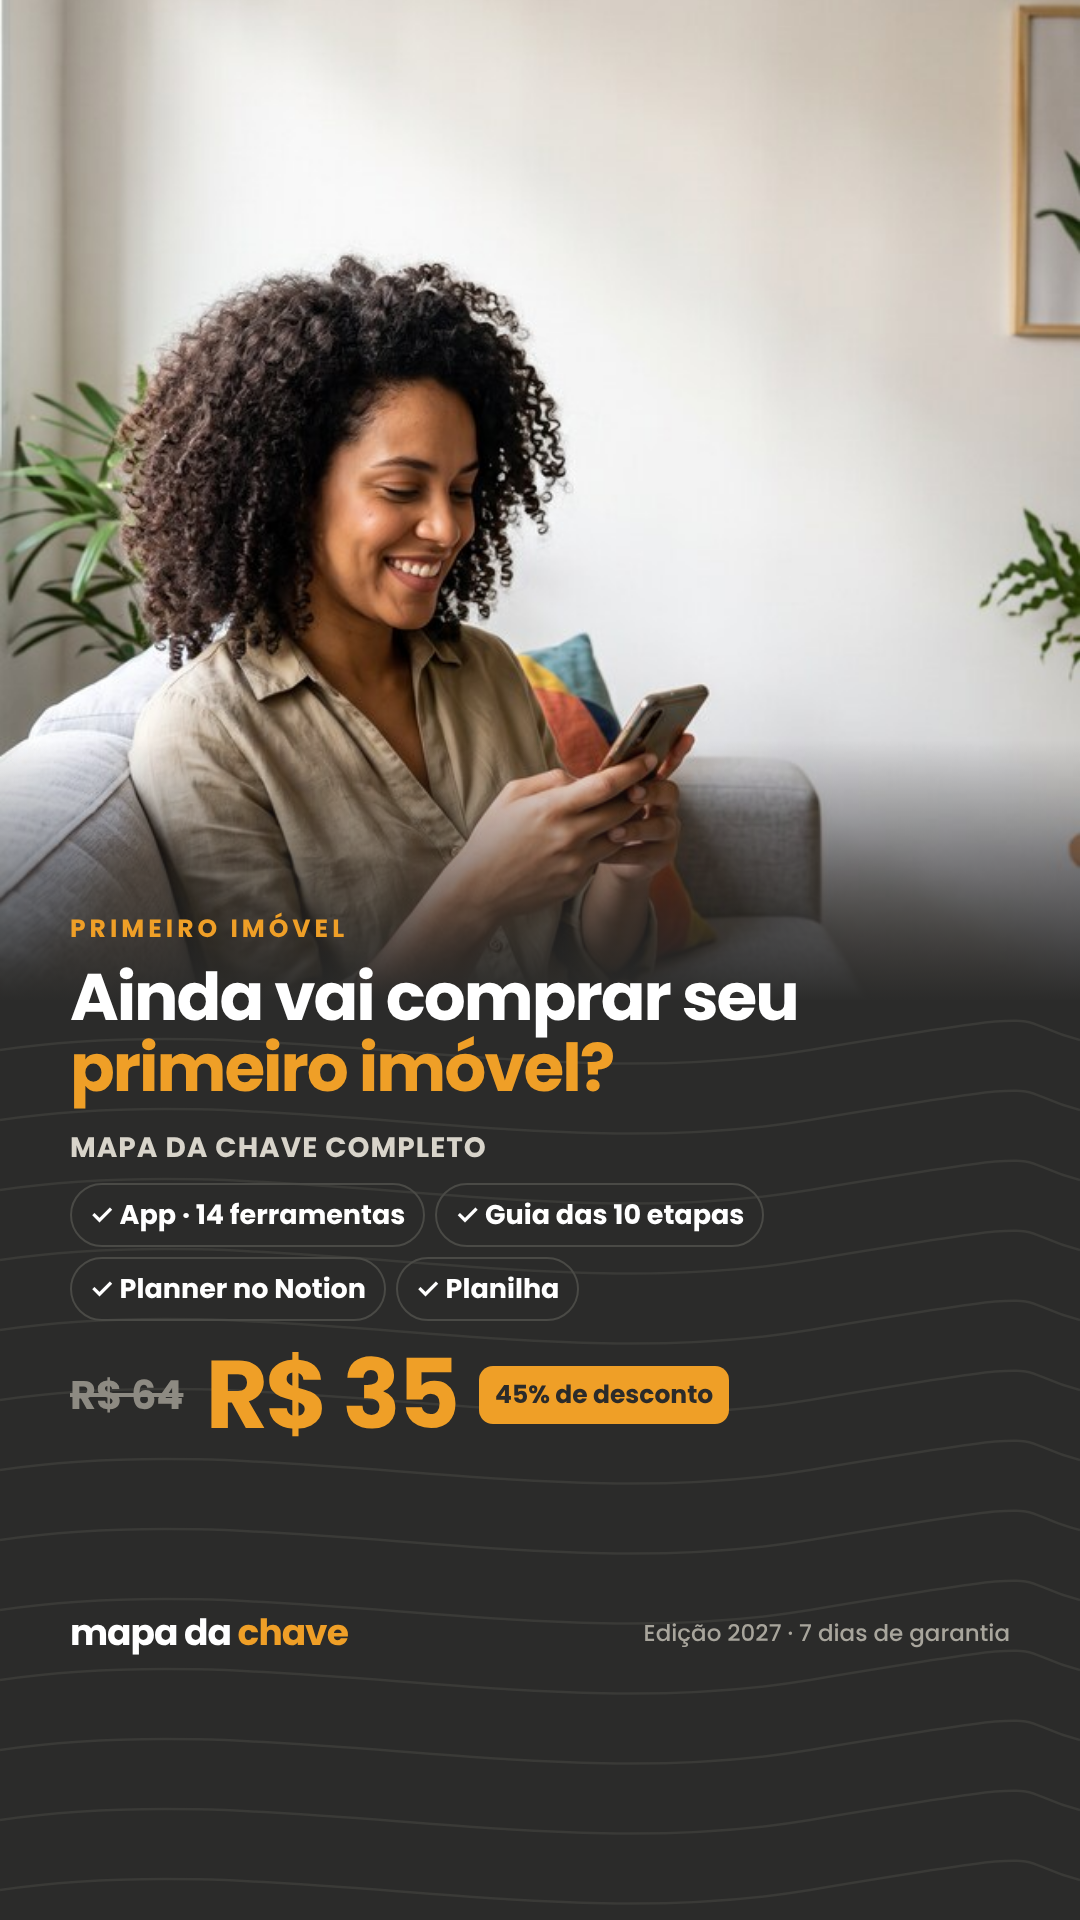 PRIMEIRO IMÓVEL
Ainda vai comprar seu
primeiro imóvel?
MAPA DA CHAVE COMPLETO
✓ App · 14 ferramentas ✓ Guia das 10 etapas
✓ Planner no Notion ✓ Planilha
R$ 64 R$ 35 45% de desconto
mapa da chave Edição 2027 · 7 dias de garantia